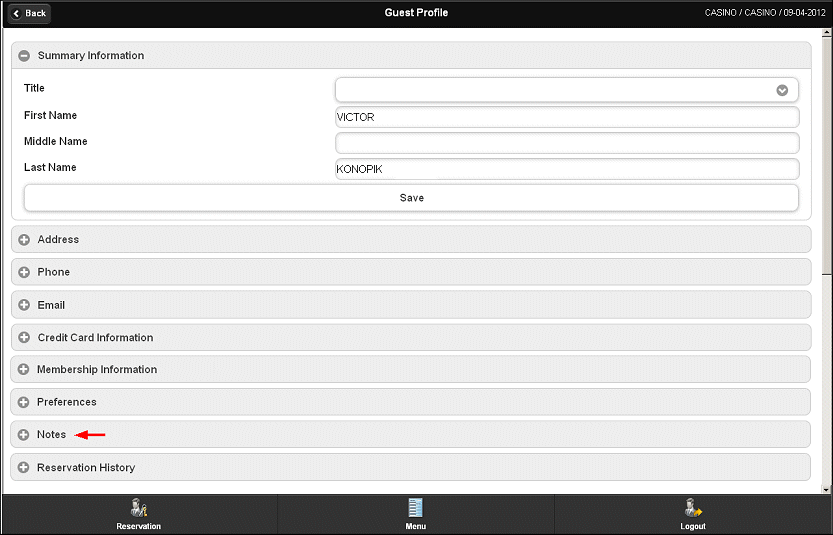 Back
Guest Profile
CASINO / CASINO / 09-04-2012
Summary Information
Title
First Name
VICTOR
Middle Name
Last Name
KONOPIK
Save
Address
Phone
Email
Credit Card Information
Membership Information
Preferences
Notes
Reservation History
Reservation
Menu
Logout